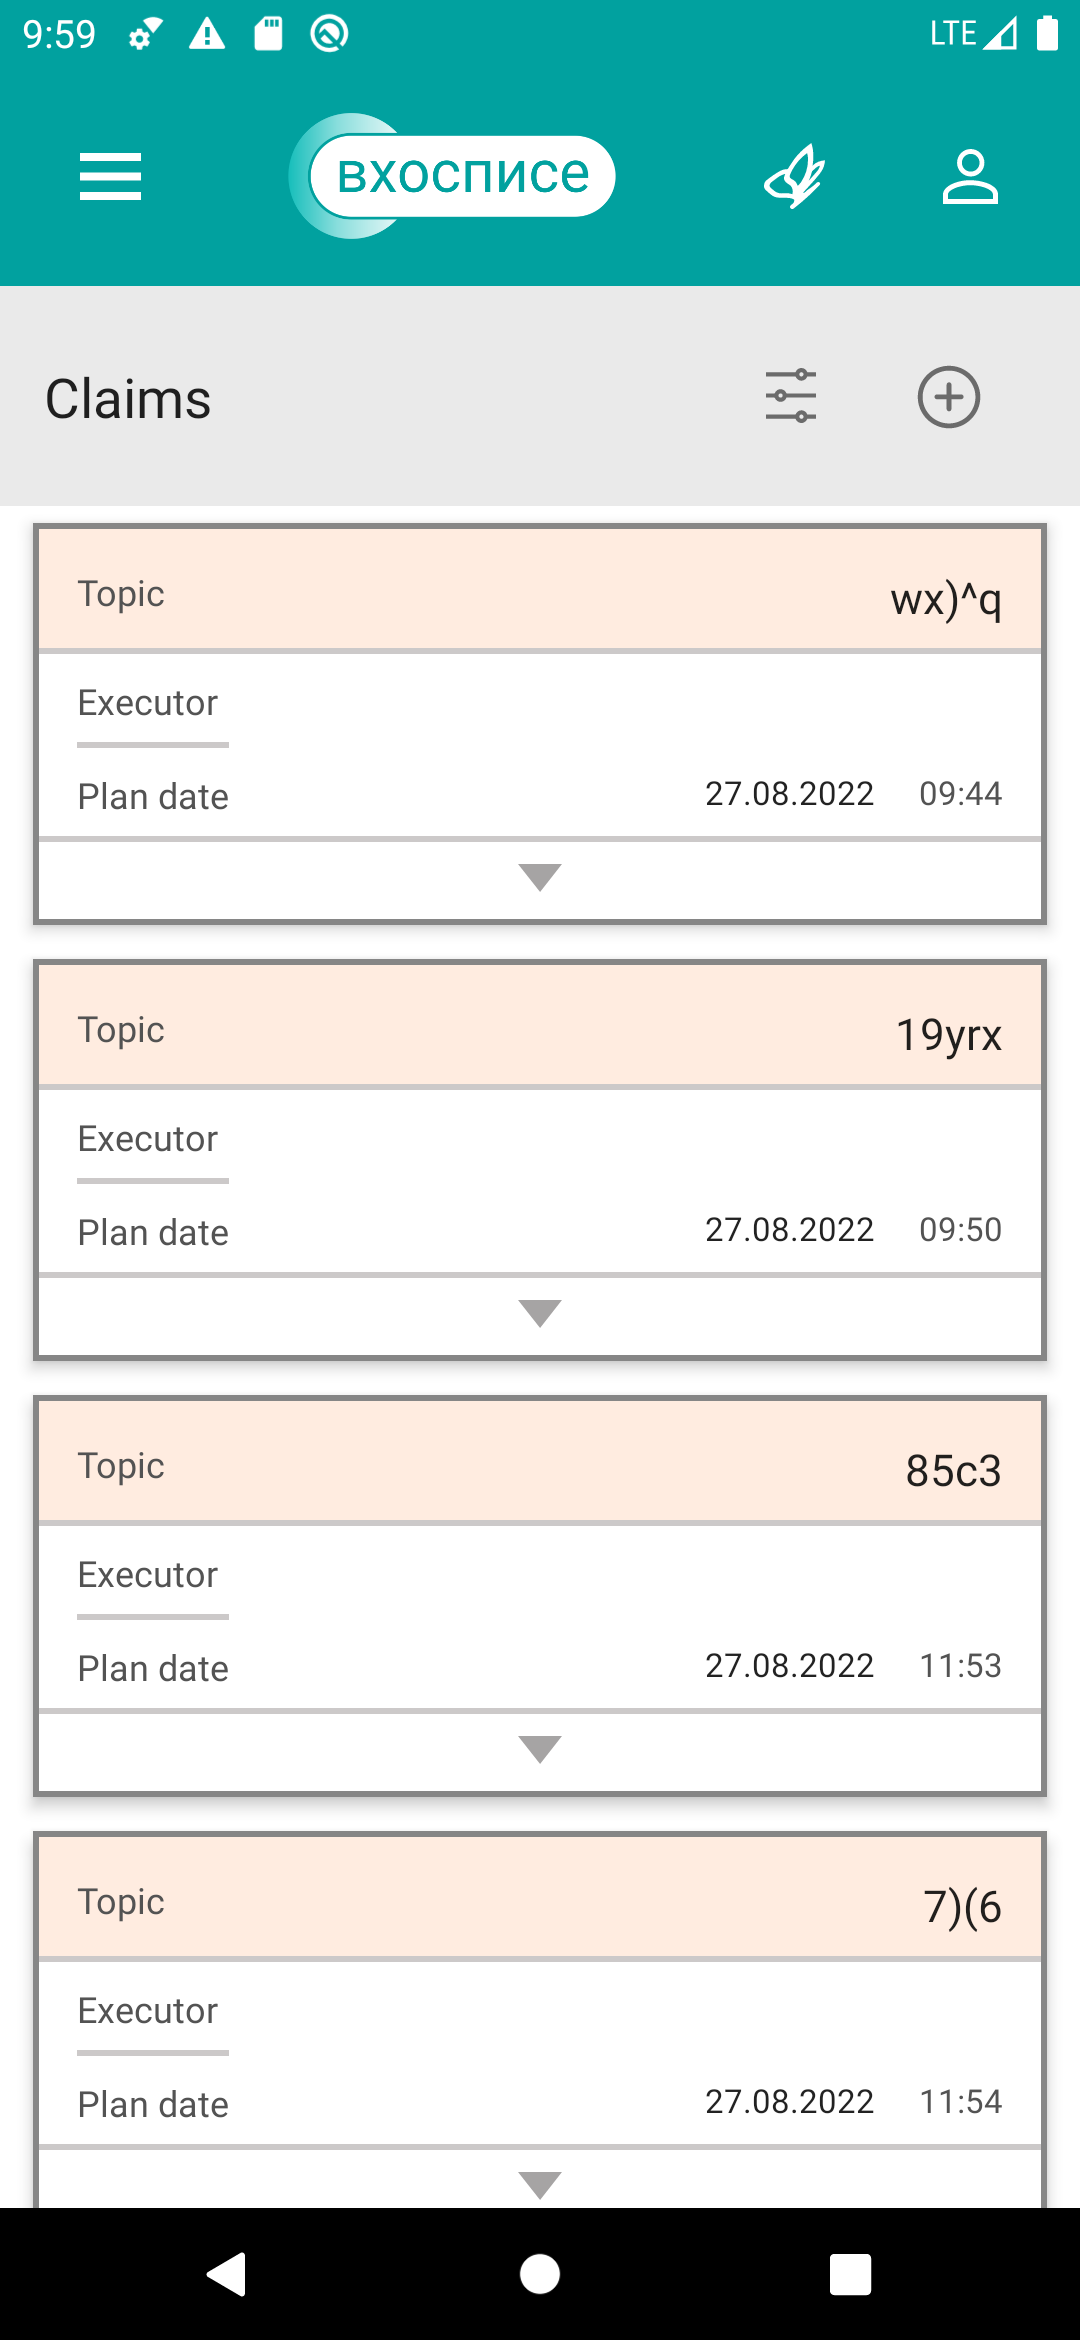 9:59 LTE
вхосписе
Claims
Topic wx)^q
Executor
Plan date 27.08.2022 09:44
Topic 19yrx
Executor
Plan date 27.08.2022 09:50
Topic 85c3
Executor
Plan date 27.08.2022 11:53
Topic 7)(6
Executor
Plan date 27.08.2022 11:54